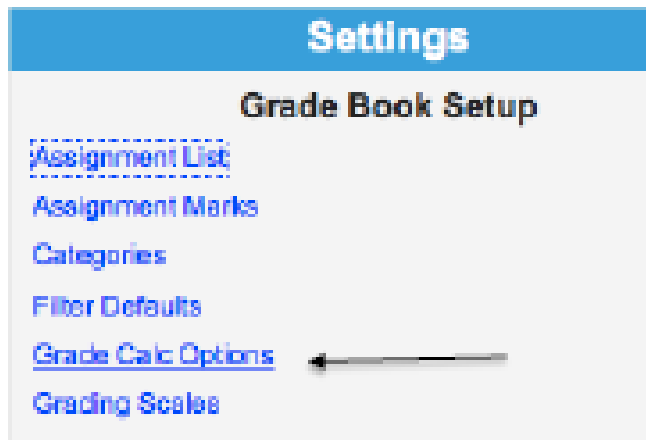 Settings
Grade Book Setup
Assignment List
Assignment Marks
Categories
Filter Defaults
Grade Calc Options
Grading Scales